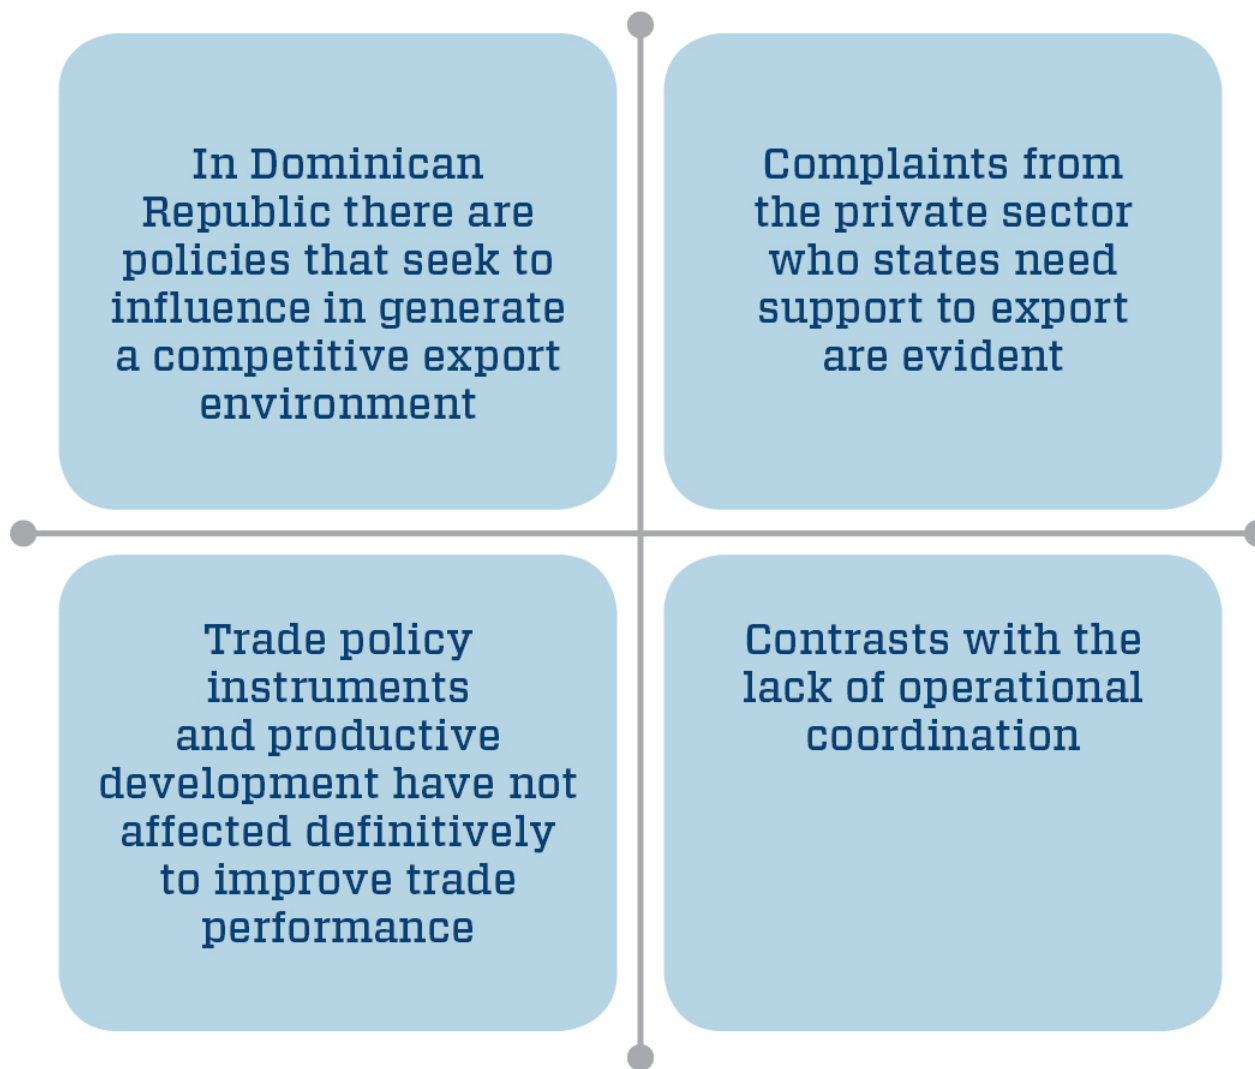 In Dominican
Republic there are
policies that seek to
influence in generate
a competitive export
environment
Complaints from
the private sector
who states need
support to export
are evident
Trade policy
instruments
and productive
development have not
affected definitively
to improve trade
performance
Contrasts with the
lack of operational
coordination